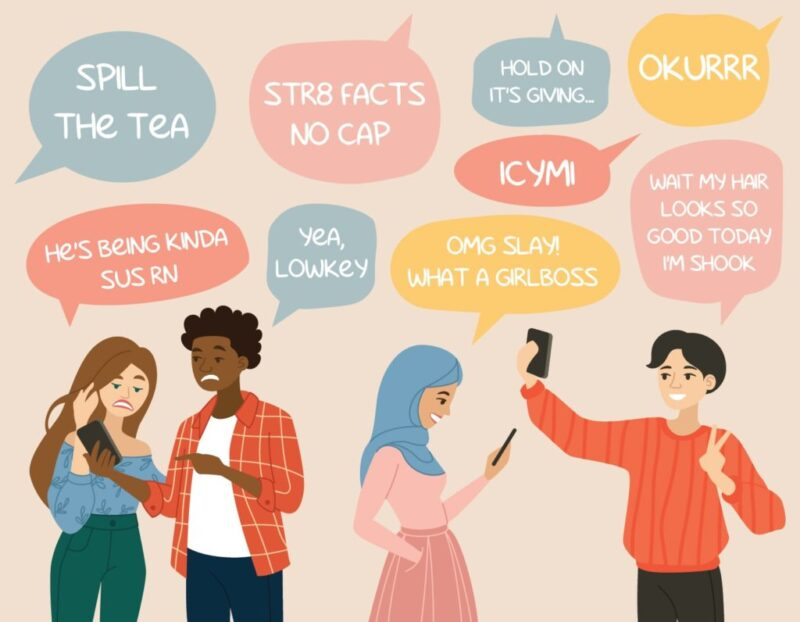 SPILL
THE TEA
STR8 FACTS
NO CAP
HOLD ON
IT'S GIVING...
OKURRR
ICYMI
WAIT MY HAIR
LOOKS SO
GOOD TODAY
I'M SHOOK
HE'S BEING KINDA
SUS RN
YEA,
LOWKEY
OMG SLAY!
WHAT A GIRLBOSS